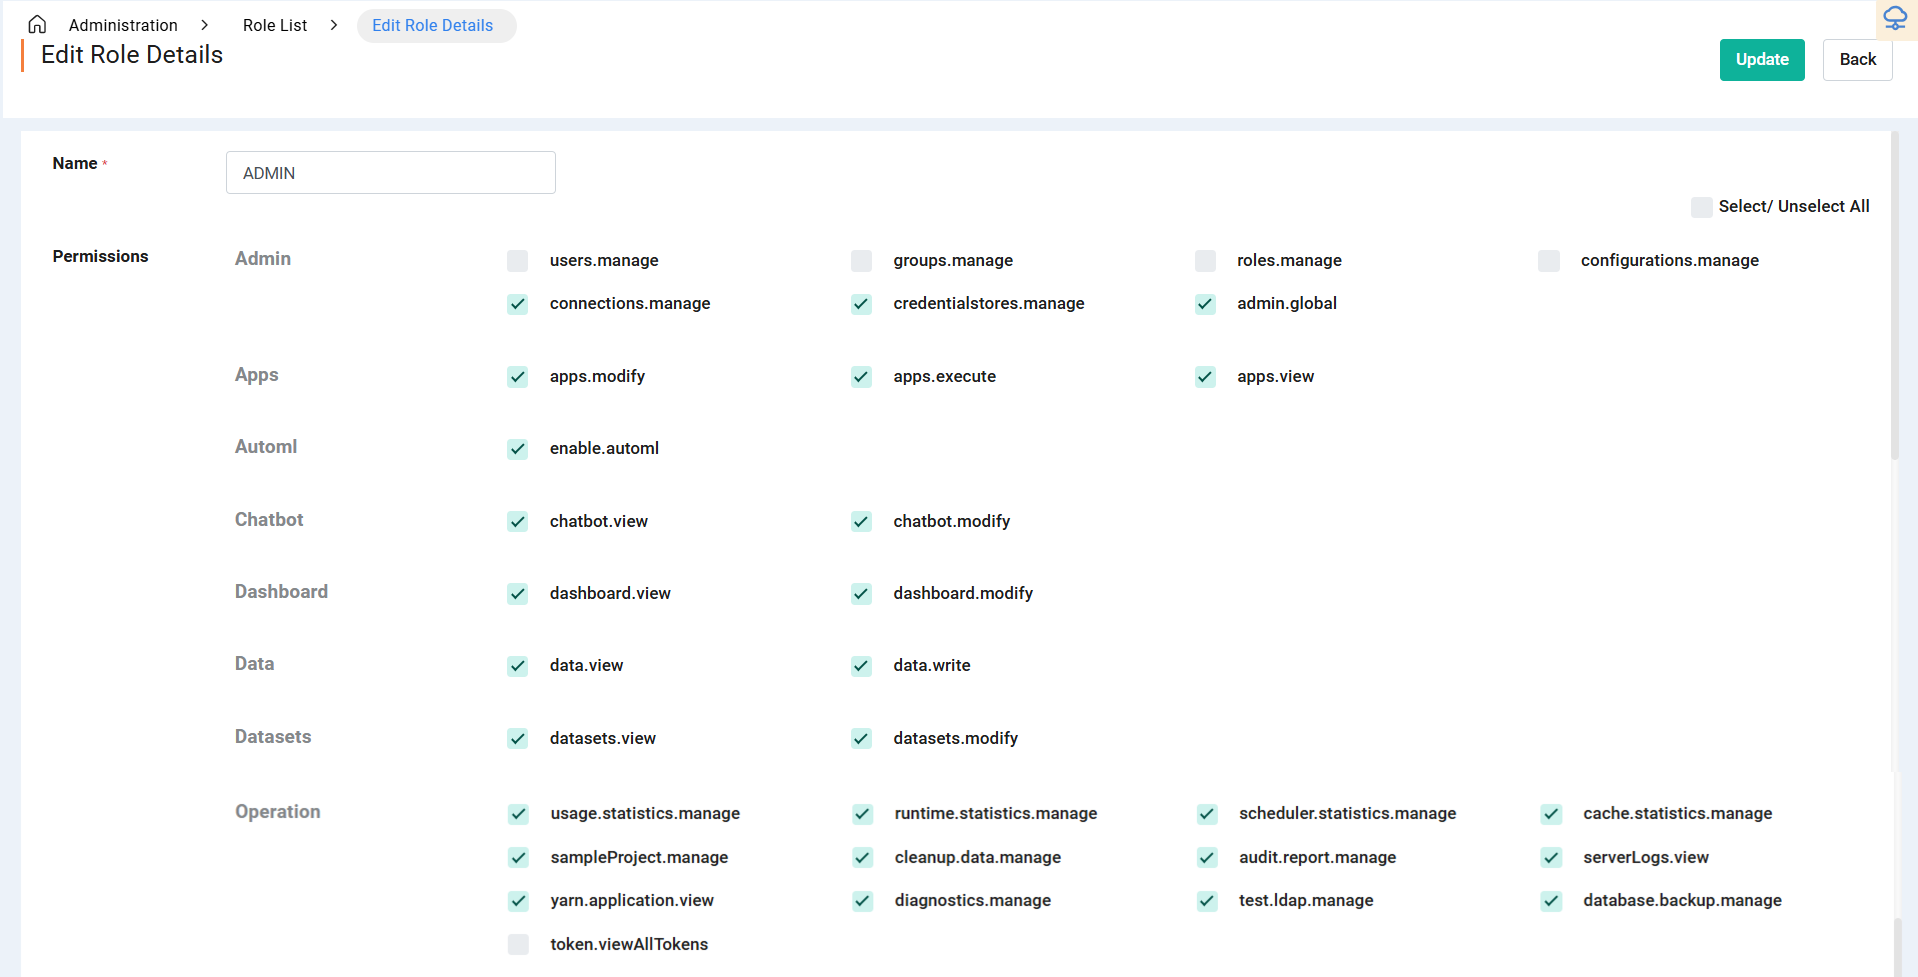 Administration > Role List > Edit Role Details
Edit Role Details
Update Back
Name *
ADMIN
Select/ Unselect All
Permissions
Admin
users.manage groups.manage roles.manage configurations.manage
connections.manage credentialstores.manage admin.global
Apps
apps.modify apps.execute apps.view
Automl
enable.automl
Chatbot
chatbot.view chatbot.modify
Dashboard
dashboard.view dashboard.modify
Data
data.view data.write
Datasets
datasets.view datasets.modify
Operation
usage.statistics.manage runtime.statistics.manage scheduler.statistics.manage cache.statistics.manage
sampleProject.manage cleanup.data.manage audit.report.manage serverLogs.view
yarn.application.view diagnostics.manage test.ldap.manage database.backup.manage
token.viewAllTokens